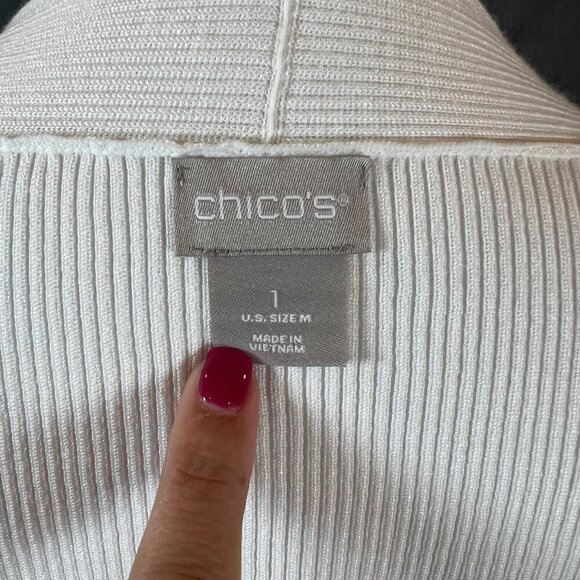 chico's®
1
U.S. SIZE M
MADE IN
VIETNAM